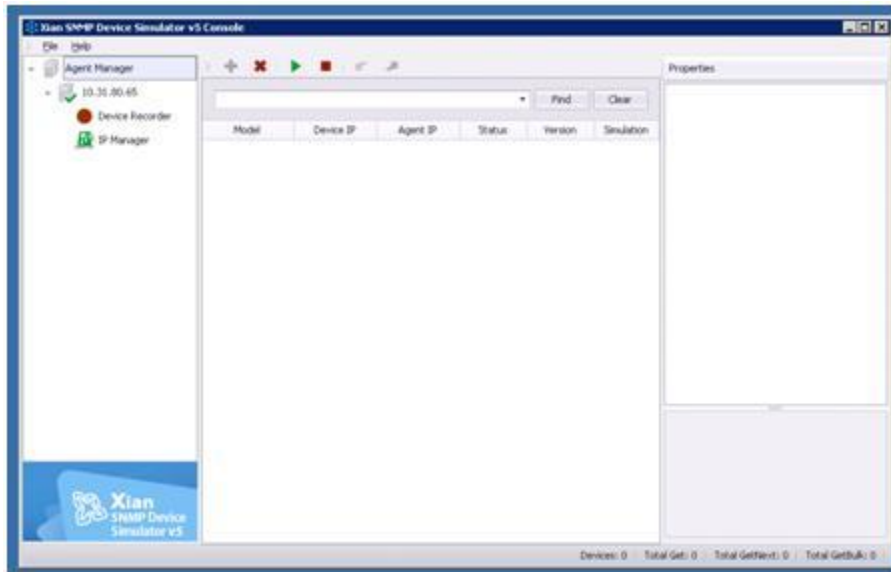 Xian SNMP Device Simulator v5 Console
File Help
Agent Manager
10.31.80.65
Device Recorder
IP Manager
Find Clear
Model Device IP Agent IP Status Version Simulation
Properties
Xian
SNMP Device
Simulator v5
Devices: 0 Total Get: 0 Total GetNext: 0 Total GetBulk: 0